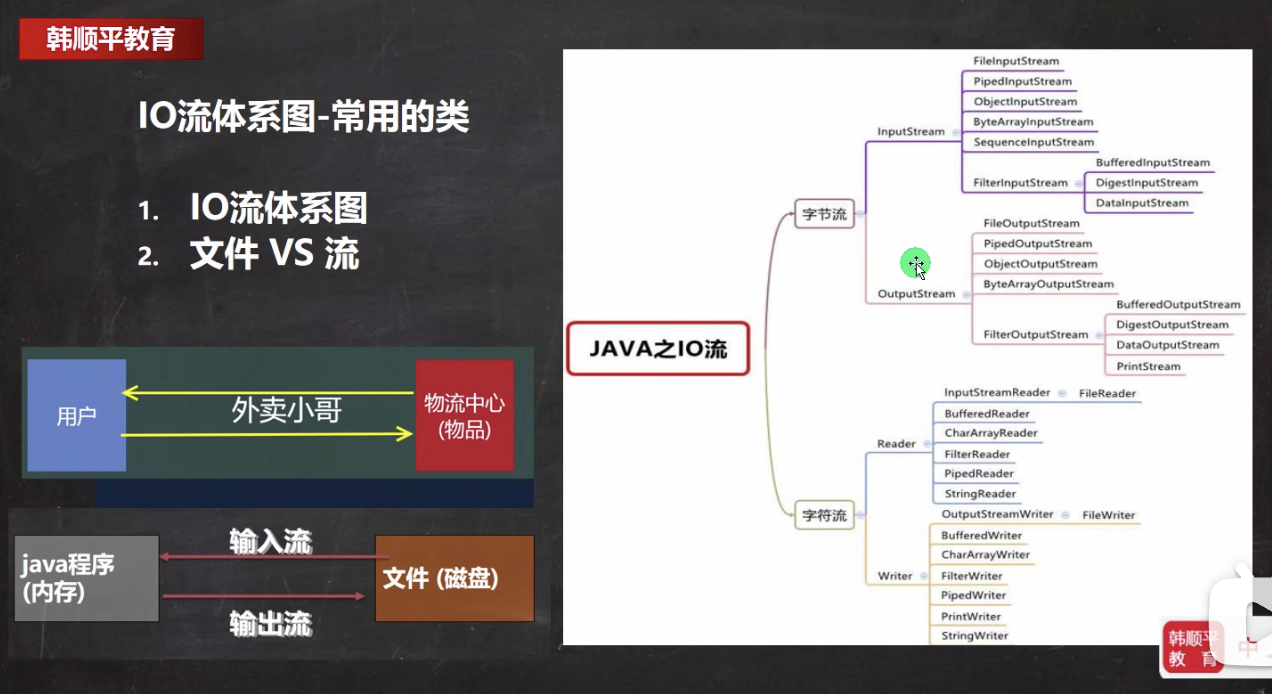 韩顺平教育
IO流体系图-常用的类
1. IO流体系图
2. 文件 VS 流
用户
外卖小哥
物流中心
(物品)
java程序
(内存)
输入流
输出流
文件 (磁盘)
JAVA之IO流
字节流
InputStream
FileInputStream
PipedInputStream
ObjectInputStream
ByteArrayInputStream
SequenceInputStream
FilterInputStream
BufferedInputStream
DigestInputStream
DataInputStream
OutputStream
FileOutputStream
PipedOutputStream
ObjectOutputStream
ByteArrayOutputStream
FilterOutputStream
BufferedOutputStream
DigestOutputStream
DataOutputStream
PrintStream
字符流
Reader
InputStreamReader
FileReader
BufferedReader
CharArrayReader
FilterReader
PipedReader
StringReader
Writer
OutputStreamWriter
FileWriter
BufferedWriter
CharArrayWriter
FilterWriter
PipedWriter
PrintWriter
StringWriter
韩顺平
教 育
中